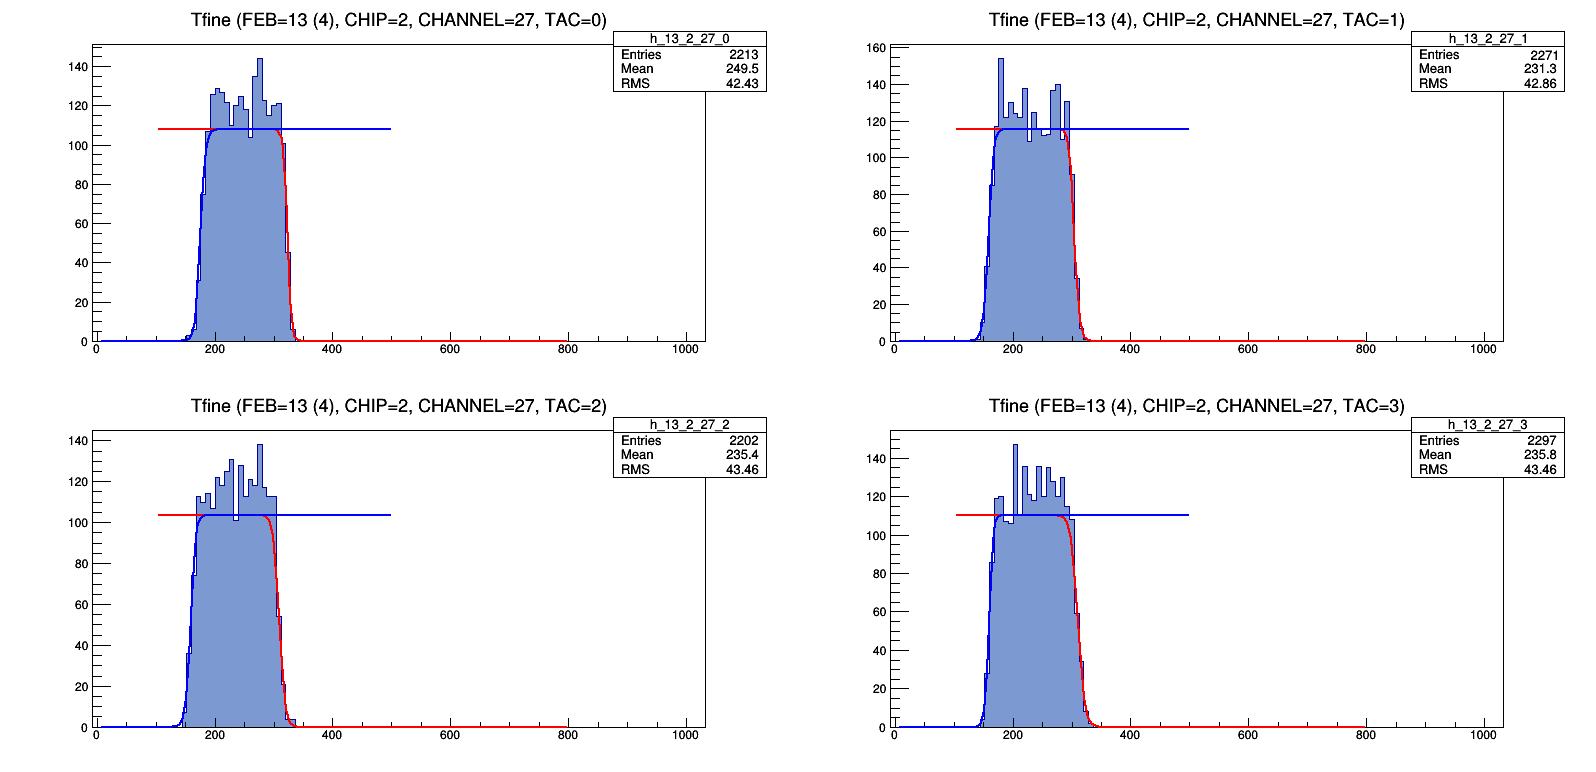 Tfine (FEB=13 (4), CHIP=2, CHANNEL=27, TAC=0)
h_13_2_27_0
Entries 2213
Mean 249.5
RMS 42.43
140
120
100
80
60
40
20
0
0 200 400 600 800 1000
Tfine (FEB=13 (4), CHIP=2, CHANNEL=27, TAC=1)
h_13_2_27_1
Entries 2271
Mean 231.3
RMS 42.86
160
140
120
100
80
60
40
20
0
0 200 400 600 800 1000
Tfine (FEB=13 (4), CHIP=2, CHANNEL=27, TAC=2)
h_13_2_27_2
Entries 2202
Mean 235.4
RMS 43.46
140
120
100
80
60
40
20
0
0 200 400 600 800 1000
Tfine (FEB=13 (4), CHIP=2, CHANNEL=27, TAC=3)
h_13_2_27_3
Entries 2297
Mean 235.8
RMS 43.46
140
120
100
80
60
40
20
0
0 200 400 600 800 1000